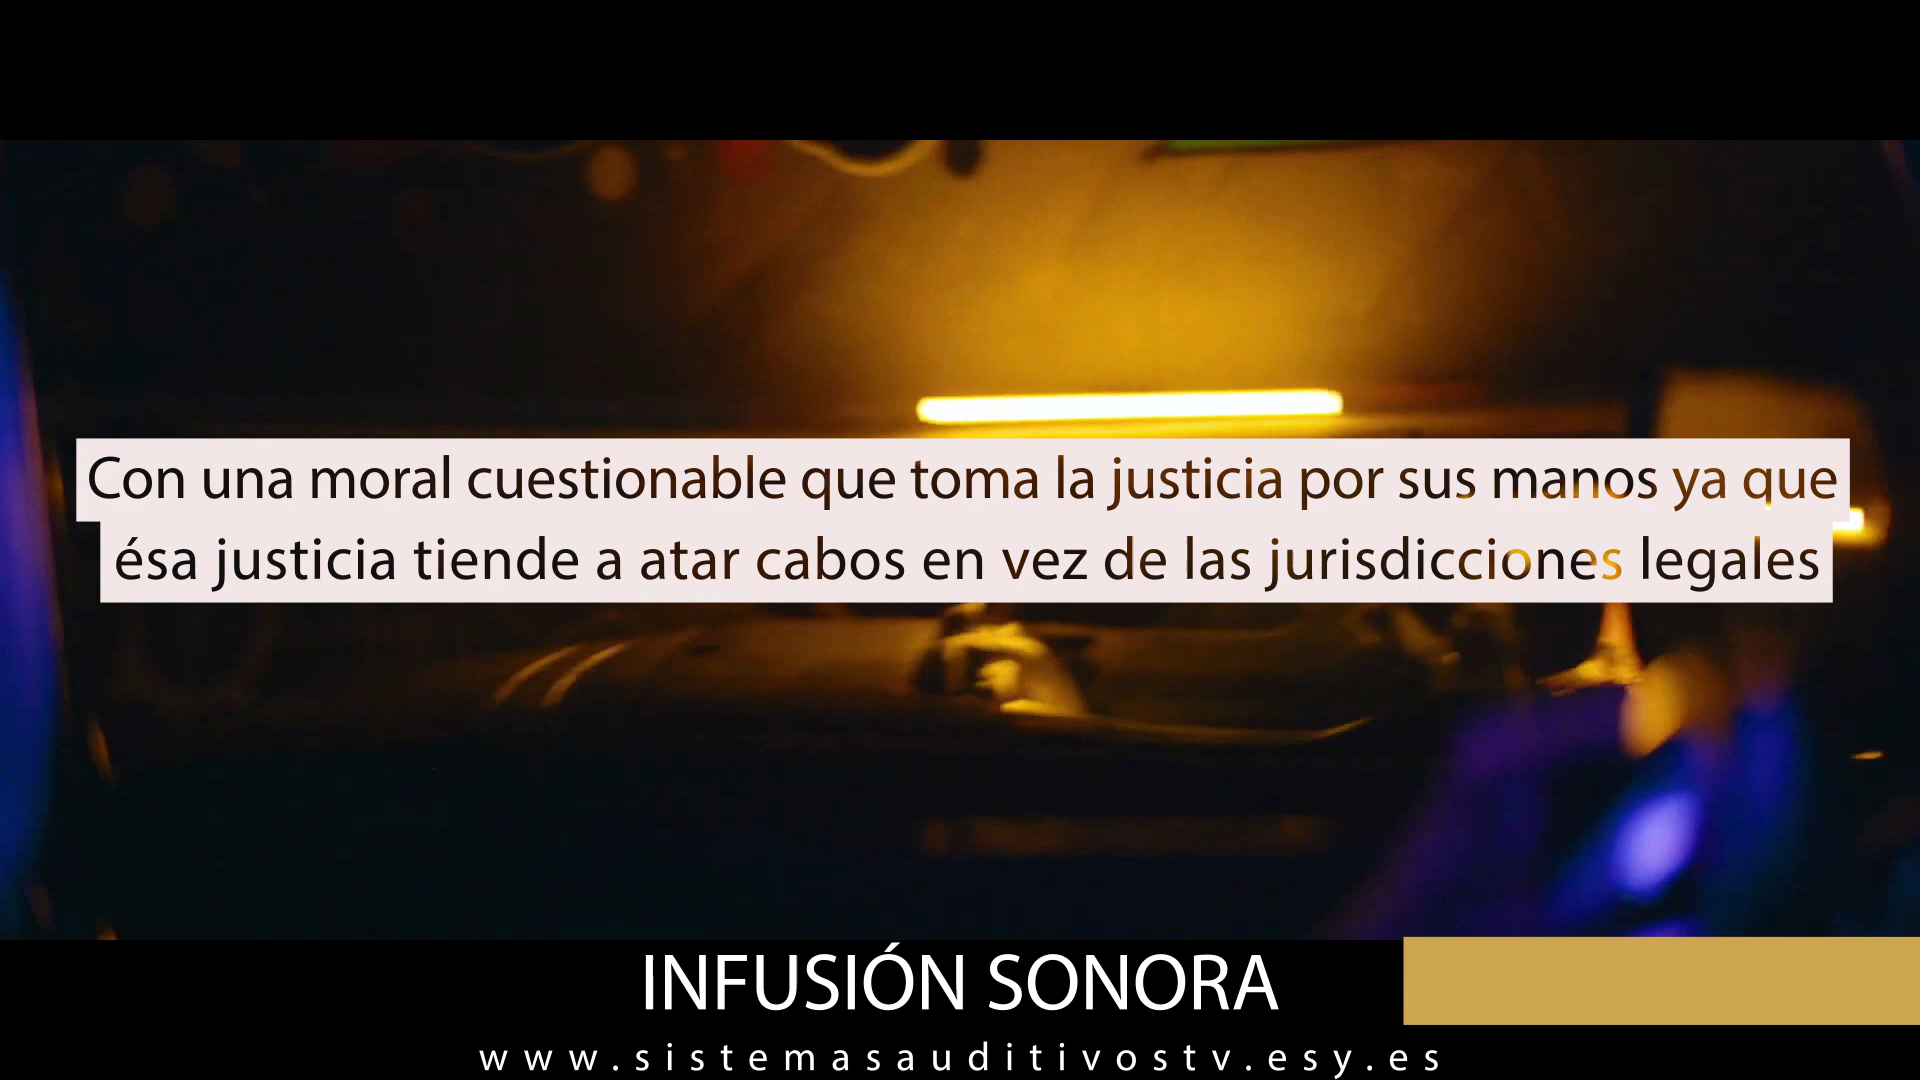 Con una moral cuestionable que toma la justicia por sus manos ya que
ésa justicia tiende a atar cabos en vez de las jurisdicciones legales
INFUSIÓN SONORA
www.sistemasauditivostv.esy.es